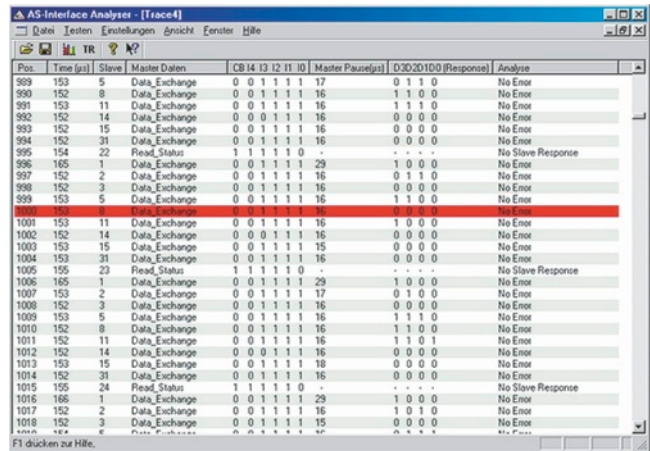 AS-Interface Analyser - [Trace4]
Datei Testen Einstellungen Ansicht Fenster Hilfe
TR
Pos. Time (µs) Slave Master Daten CB I4 I3 I2 I1 I0 Master Pause(µs) D3D2D1D0 (Response) Analyse
989 153 5 Data_Exchange 0 0 1 1 1 1 17 0 1 1 0 No Error
990 152 8 Data_Exchange 0 0 1 1 1 1 16 1 1 0 0 No Error
991 153 11 Data_Exchange 0 0 1 1 1 1 16 1 1 1 0 No Error
992 152 14 Data_Exchange 0 0 0 1 1 1 16 0 0 0 0 No Error
993 152 15 Data_Exchange 0 0 1 1 1 1 16 0 0 0 0 No Error
994 152 31 Data_Exchange 0 0 1 1 1 1 16 0 0 0 0 No Error
995 154 22 Read_Status 1 1 1 1 1 0 - - - - - No Slave Response
996 165 1 Data_Exchange 0 0 1 1 1 1 29 1 0 0 0 No Error
997 152 2 Data_Exchange 0 0 1 1 1 1 16 0 1 1 0 No Error
998 152 3 Data_Exchange 0 0 1 1 1 1 16 0 0 0 0 No Error
999 153 5 Data_Exchange 0 0 1 1 1 1 16 1 1 0 0 No Error
1000 153 8 Data_Exchange 0 0 1 1 1 1 16 0 0 0 0 No Error
1001 153 11 Data_Exchange 0 0 1 1 1 1 16 1 0 0 0 No Error
1002 152 14 Data_Exchange 0 0 0 1 1 1 16 0 0 0 0 No Error
1003 153 15 Data_Exchange 0 0 1 1 1 1 15 0 0 0 0 No Error
1004 153 31 Data_Exchange 0 0 1 1 1 1 16 0 0 0 0 No Error
1005 155 23 Read_Status 1 1 1 1 1 0 - - - - - No Slave Response
1006 165 1 Data_Exchange 0 0 1 1 1 1 29 1 0 0 0 No Error
1007 153 2 Data_Exchange 0 0 1 1 1 1 17 0 1 0 0 No Error
1008 152 3 Data_Exchange 0 0 1 1 1 1 16 0 0 0 0 No Error
1009 153 5 Data_Exchange 0 0 1 1 1 1 16 1 1 1 0 No Error
1010 152 8 Data_Exchange 0 0 1 1 1 1 16 1 1 0 0 No Error
1011 152 11 Data_Exchange 0 0 1 1 1 1 16 1 1 0 1 No Error
1012 152 14 Data_Exchange 0 0 0 1 1 1 16 0 0 0 0 No Error
1013 153 15 Data_Exchange 0 0 1 1 1 1 18 0 0 0 0 No Error
1014 152 31 Data_Exchange 0 0 1 1 1 1 16 0 0 0 0 No Error
1015 155 24 Read_Status 1 1 1 1 1 0 - - - - - No Slave Response
1016 166 1 Data_Exchange 0 0 1 1 1 1 29 1 0 0 0 No Error
1017 152 2 Data_Exchange 0 0 1 1 1 1 16 1 0 1 0 No Error
1018 152 3 Data_Exchange 0 0 1 1 1 1 15 0 0 0 0 No Error
F1 drücken zur Hilfe.